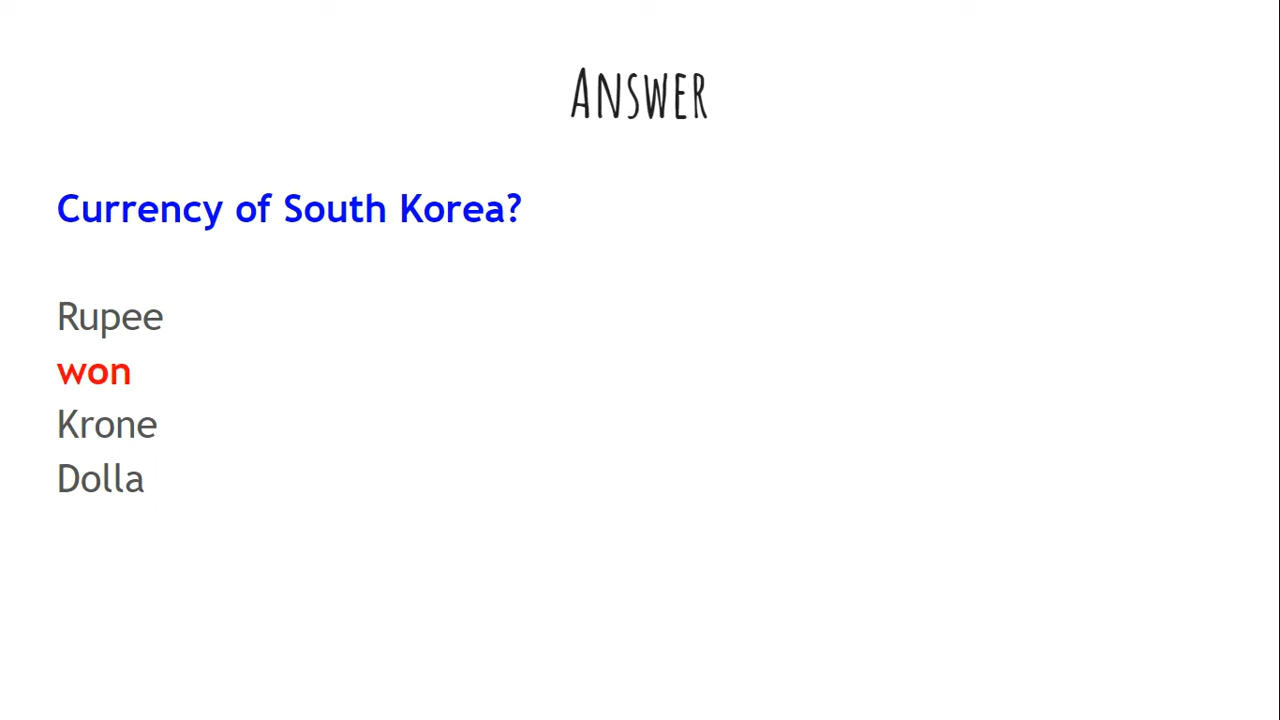 Answer
Currency of South Korea?
Rupee
won
Krone
Dolla